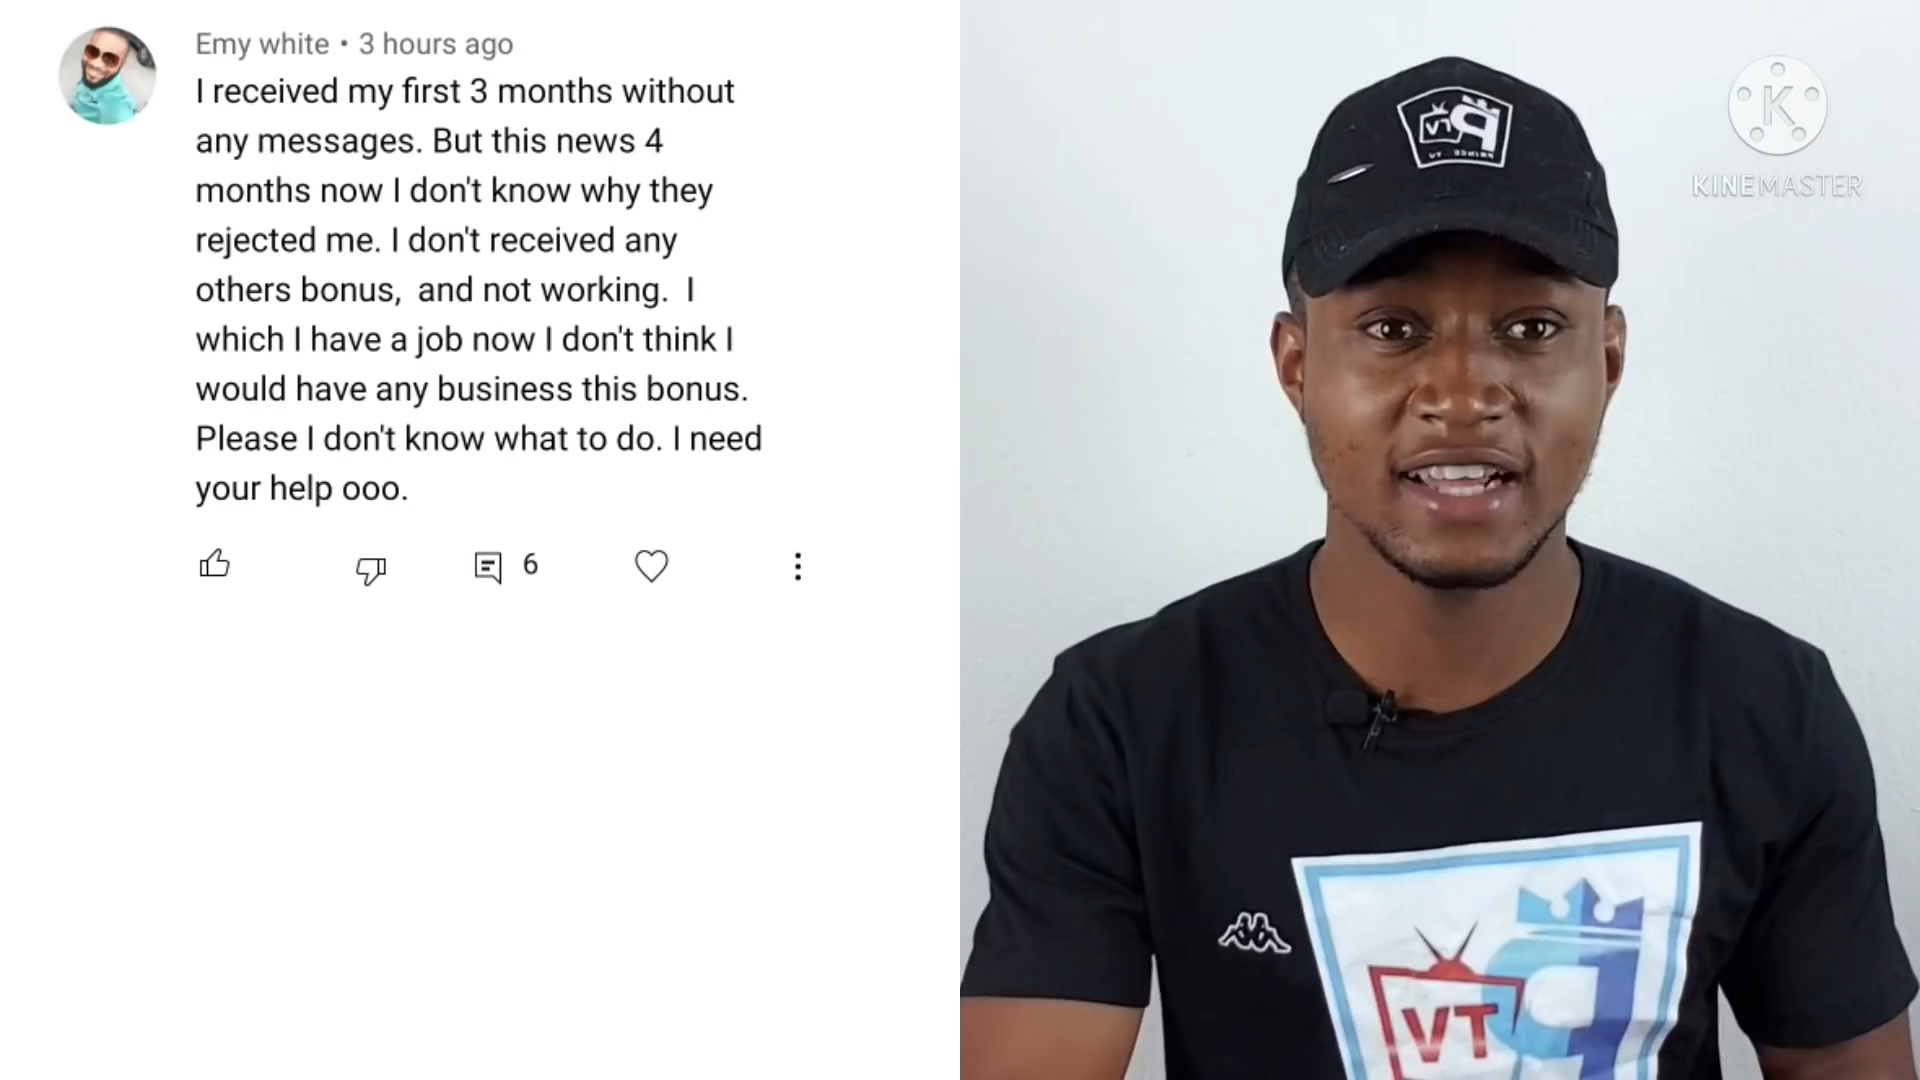 Emy white • 3 hours ago
I received my first 3 months without
any messages. But this news 4
months now I don't know why they
rejected me. I don't received any
others bonus,  and not working.  I
which I have a job now I don't think I
would have any business this bonus.
Please I don't know what to do. I need
your help ooo.
6
K
KINEMASTER
VT